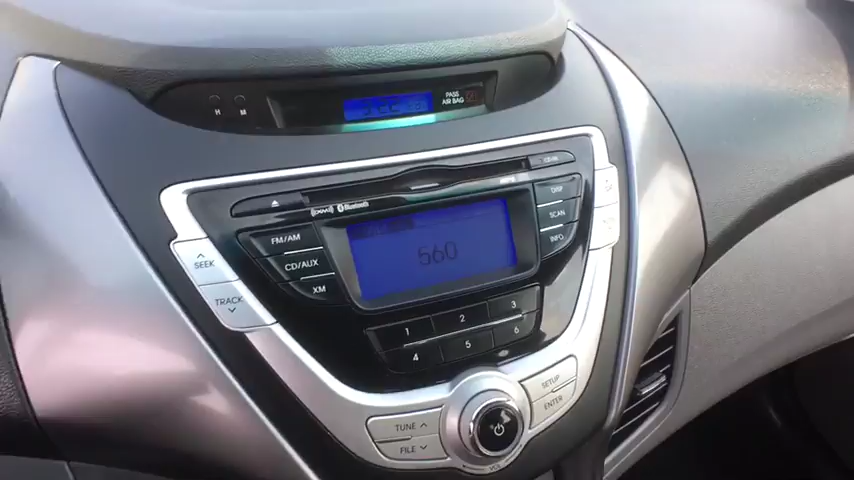 PASS
AIR BAG
H M
Bluetooth
FM/AM
CD/AUX
XM
SEEK
TRACK
560
DISP
SCAN
INFO
1 2 3
4 5 6
TUNE
FILE
SETUP
ENTER
VOL